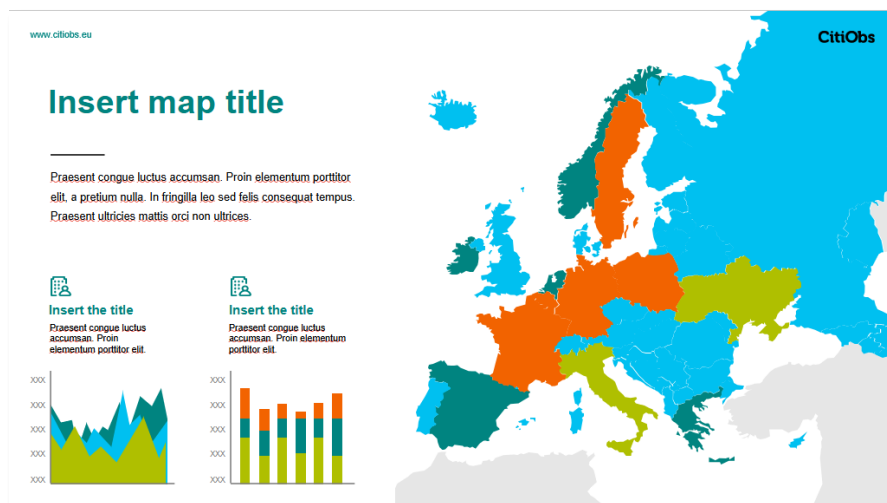 www.citiobs.eu
CitiObs
Insert map title
Praesent congue luctus accumsan. Proin elementum porttitor
elit, a pretium nulla. In fringilla leo sed felis consequat tempus.
Praesent ultricies mattis orci non ultrices.
Insert the title
Praesent congue luctus
accumsan. Proin
elementum porttitor elit.
Insert the title
Praesent congue luctus
accumsan. Proin elementum
porttitor elit.
XXX
XXX
XXX
XXX
XXX
XXX
XXX
XXX
XXX
XXX